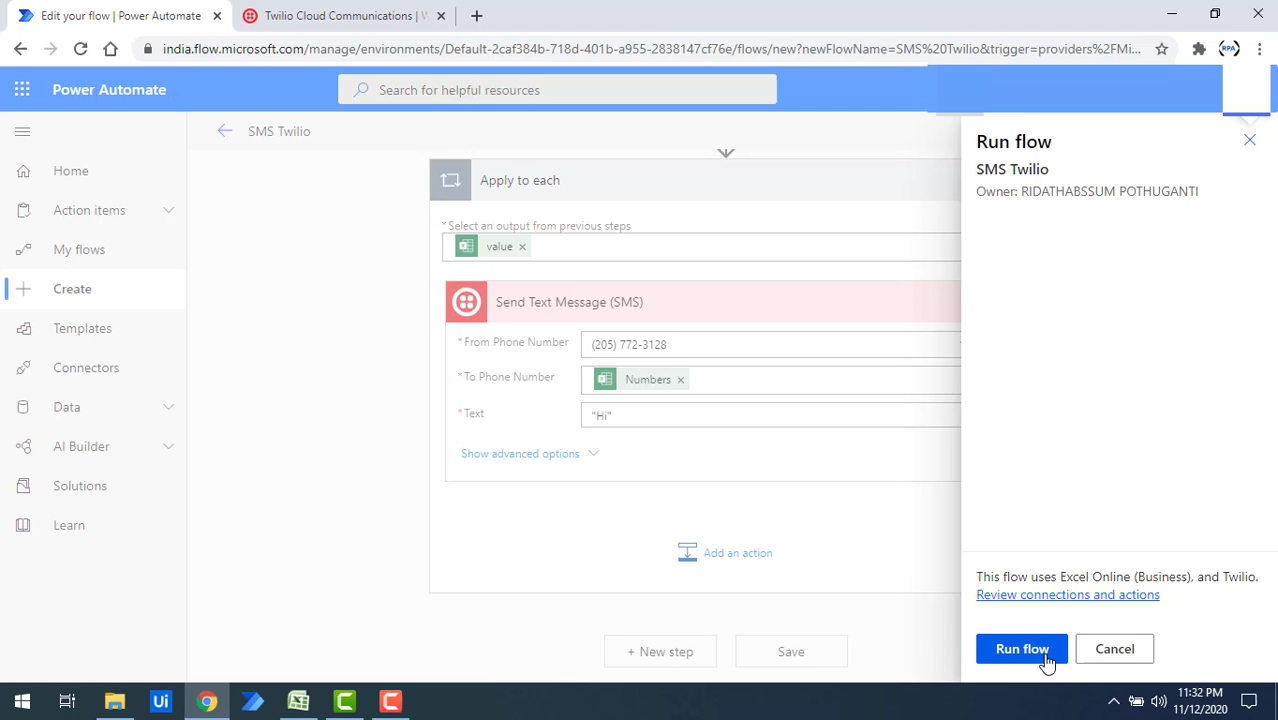 Edit your flow | Power Automate
Twilio Cloud Communications | W
india.flow.microsoft.com/manage/environments/Default-2caf384b-718d-401b-a955-2838147cf76e/flows/new?newFlowName=SMS%20Twilio&trigger=providers%2FMi...
RPA
Power Automate
Search for helpful resources
SMS Twilio
Home
Action items
My flows
Create
Templates
Connectors
Data
AI Builder
Solutions
Learn
Apply to each
*Select an output from previous steps
value
Send Text Message (SMS)
*From Phone Number
(205) 772-3128
*To Phone Number
Numbers
*Text
"Hi"
Show advanced options
Add an action
+ New step
Save
Run flow
SMS Twilio
Owner: RIDATHABSSUM POTHUGANTI
This flow uses Excel Online (Business), and Twilio.
Review connections and actions
Run flow
Cancel
Ui
11:32 PM
11/12/2020